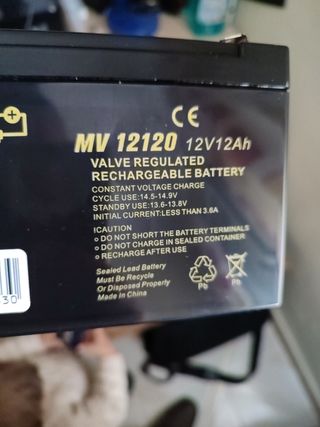 CE
MV 12120 12V12Ah
VALVE REGULATED
RECHARGEABLE BATTERY
CONSTANT VOLTAGE CHARGE
CYCLE USE:14.5-14.9V
STANDBY USE:13.6-13.8V
INITIAL CURRENT:LESS THAN 3.6A
!CAUTION
DO NOT SHORT THE BATTERY TERMINALS
DO NOT CHARGE IN SEALED CONTAINER
RECHARGE AFTER USE
Sealed Lead Battery
Must Be Recycle Or
Disposed Properly
Made In China
Pb Pb
30